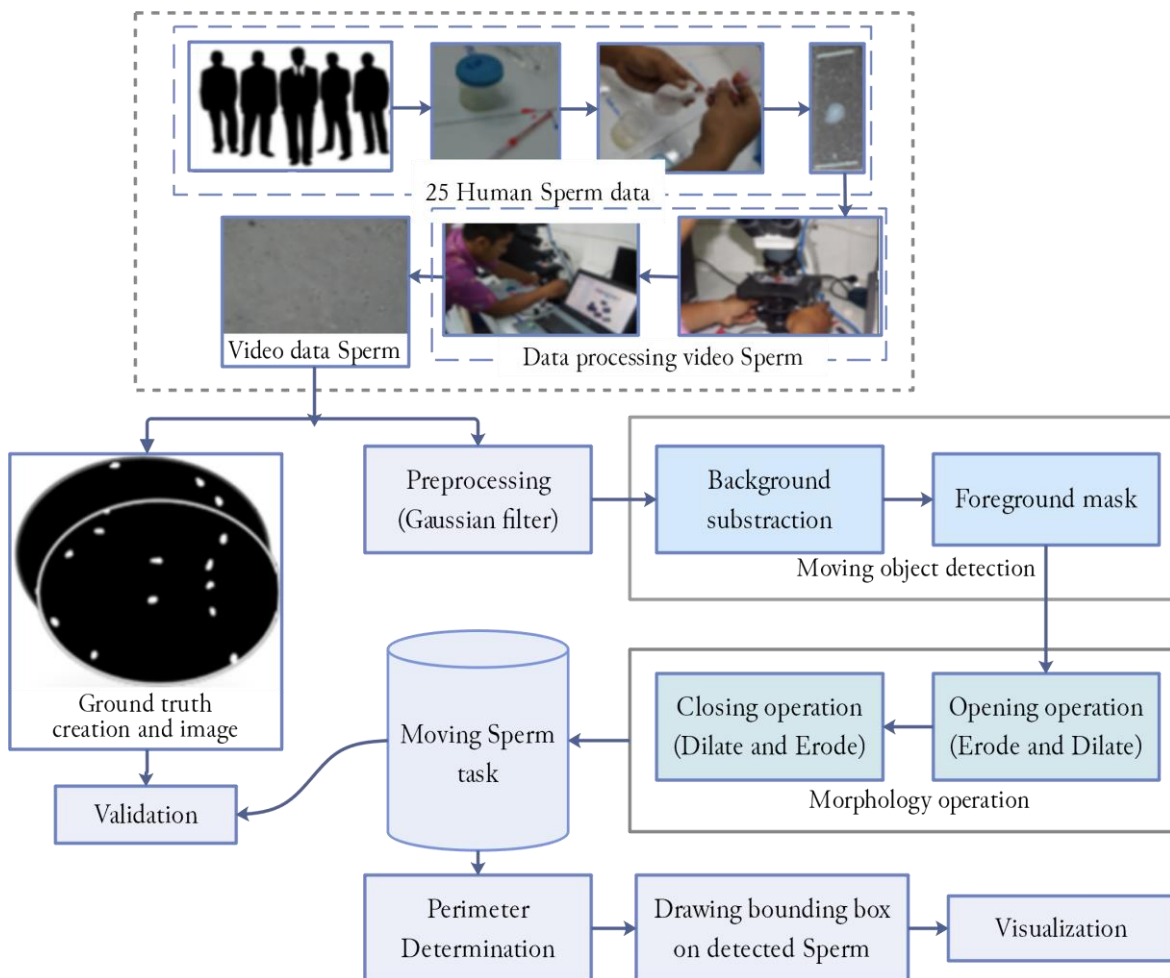 25 Human Sperm data
Video data Sperm
Data processing video Sperm
Preprocessing
(Gaussian filter)
Background
substraction
Foreground mask
Moving object detection
Ground truth
creation and image
Moving Sperm
task
Closing operation
(Dilate and Erode)
Opening operation
(Erode and Dilate)
Morphology operation
Validation
Perimeter
Determination
Drawing bounding box
on detected Sperm
Visualization